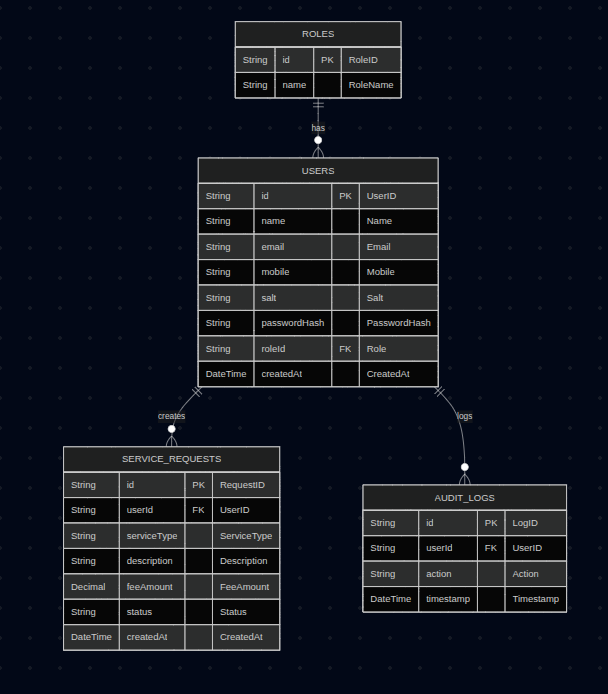 ROLES
String id PK RoleID
String name RoleName
has
USERS
String id PK UserID
String name Name
String email Email
String mobile Mobile
String salt Salt
String passwordHash PasswordHash
String roleId FK Role
DateTime createdAt CreatedAt
creates
logs
SERVICE_REQUESTS
String id PK RequestID
String userId FK UserID
String serviceType ServiceType
String description Description
Decimal feeAmount FeeAmount
String status Status
DateTime createdAt CreatedAt
AUDIT_LOGS
String id PK LogID
String userId FK UserID
String action Action
DateTime timestamp Timestamp